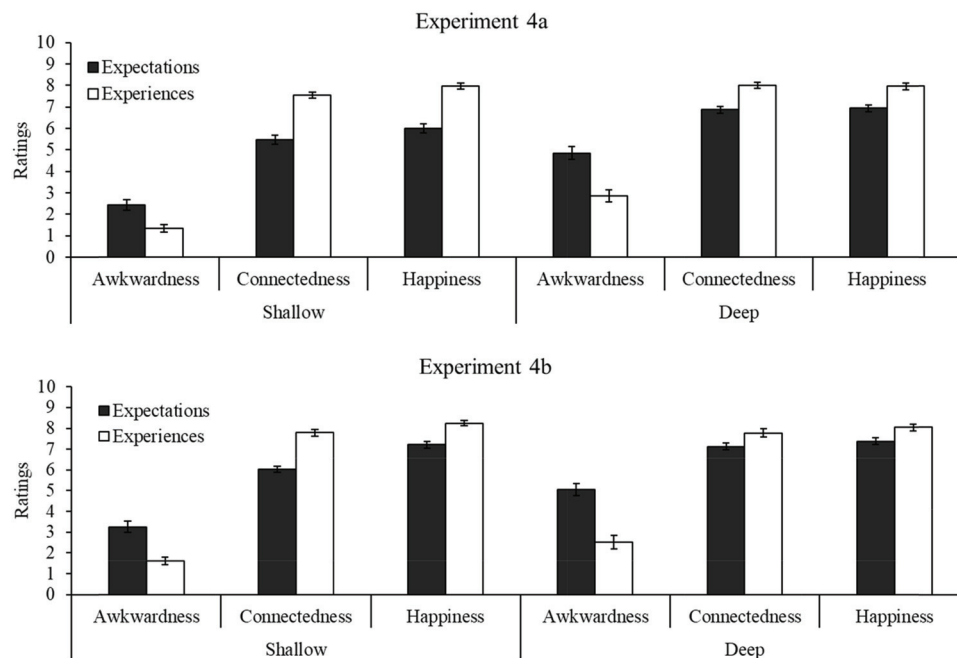 Experiment 4a
10
9
8
7
6
5
4
3
2
1
0
Ratings
Expectations
Experiences
Awkwardness Connectedness Happiness Awkwardness Connectedness Happiness
Shallow Deep
Experiment 4b
10
9
8
7
6
5
4
3
2
1
0
Ratings
Expectations
Experiences
Awkwardness Connectedness Happiness Awkwardness Connectedness Happiness
Shallow Deep